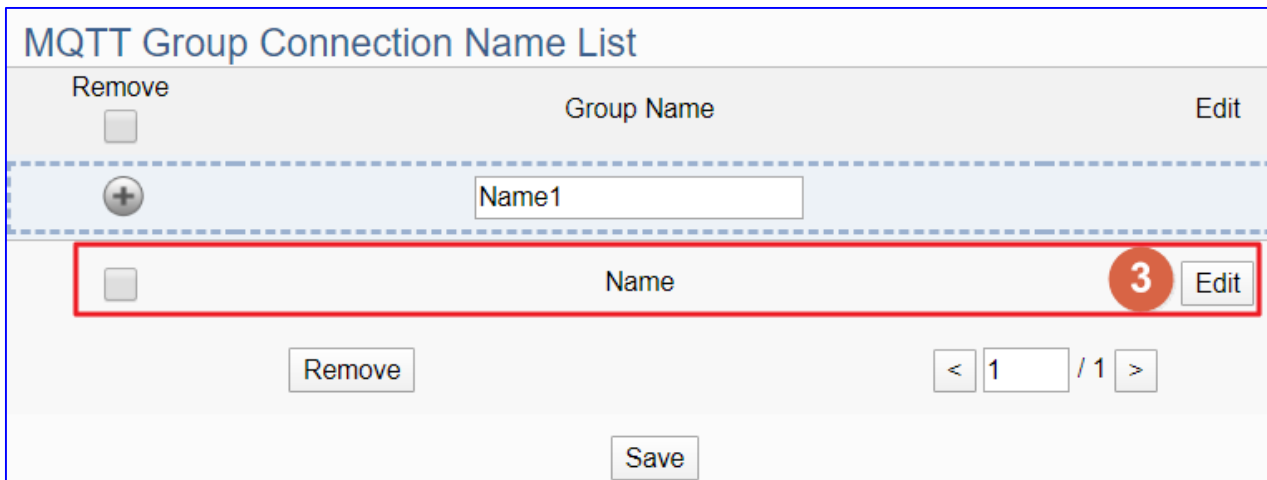 MQTT Group Connection Name List
Remove Group Name Edit
Name1
Name 3 Edit
Remove < 1 / 1 >
Save